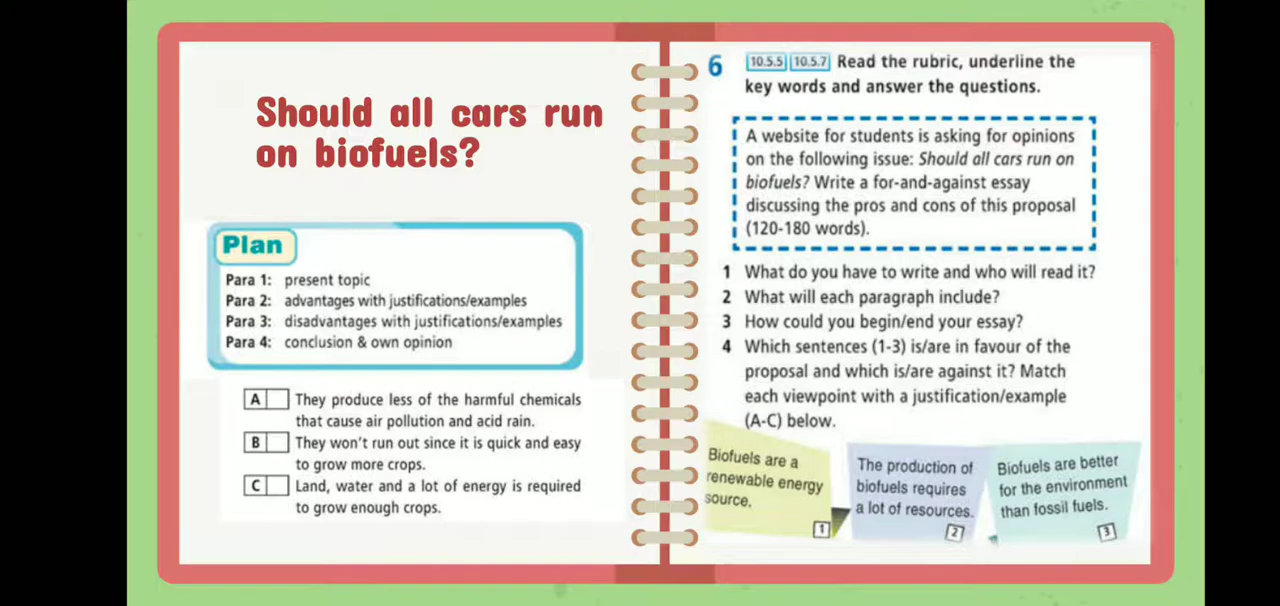 Should all cars run
on biofuels?
Plan
Para 1: present topic
Para 2: advantages with justifications/examples
Para 3: disadvantages with justifications/examples
Para 4: conclusion & own opinion
A They produce less of the harmful chemicals
that cause air pollution and acid rain.
B They won't run out since it is quick and easy
to grow more crops.
C Land, water and a lot of energy is required
to grow enough crops.
6 10.5.5 10.5.7 Read the rubric, underline the
key words and answer the questions.
A website for students is asking for opinions
on the following issue: Should all cars run on
biofuels? Write a for-and-against essay
discussing the pros and cons of this proposal
(120-180 words).
1 What do you have to write and who will read it?
2 What will each paragraph include?
3 How could you begin/end your essay?
4 Which sentences (1-3) is/are in favour of the
proposal and which is/are against it? Match
each viewpoint with a justification/example
(A-C) below.
Biofuels are a
renewable energy
source.
1
The production of
biofuels requires
a lot of resources.
2
Biofuels are better
for the environment
than fossil fuels.
3